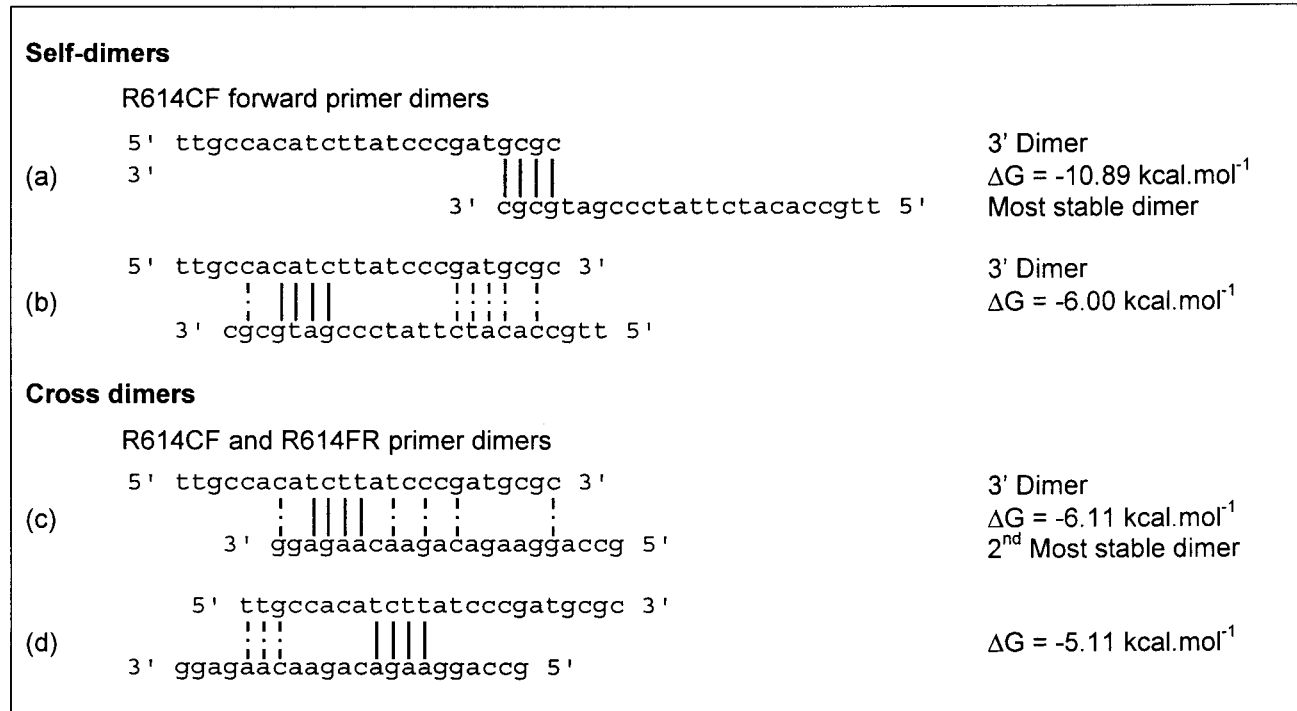 Self-dimers
R614CF forward primer dimers
5' ttgccacatcttatcccgatgcgc 3' Dimer
(a) 3' ΔG = -10.89 kcal.mol-1
3' cgcgtagccctattctacaccgtt 5' Most stable dimer
5' ttgccacatcttatcccgatgcgc 3' 3' Dimer
(b) ΔG = -6.00 kcal.mol-1
3' cgcgtagccctattctacaccgtt 5'
Cross dimers
R614CF and R614FR primer dimers
5' ttgccacatcttatcccgatgcgc 3' 3' Dimer
(c) ΔG = -6.11 kcal.mol-1
3' ggagaacaagacagaaggaccg 5' 2nd Most stable dimer
5' ttgccacatcttatcccgatgcgc 3'
(d) ΔG = -5.11 kcal.mol-1
3' ggagaacaagacagaaggaccg 5'